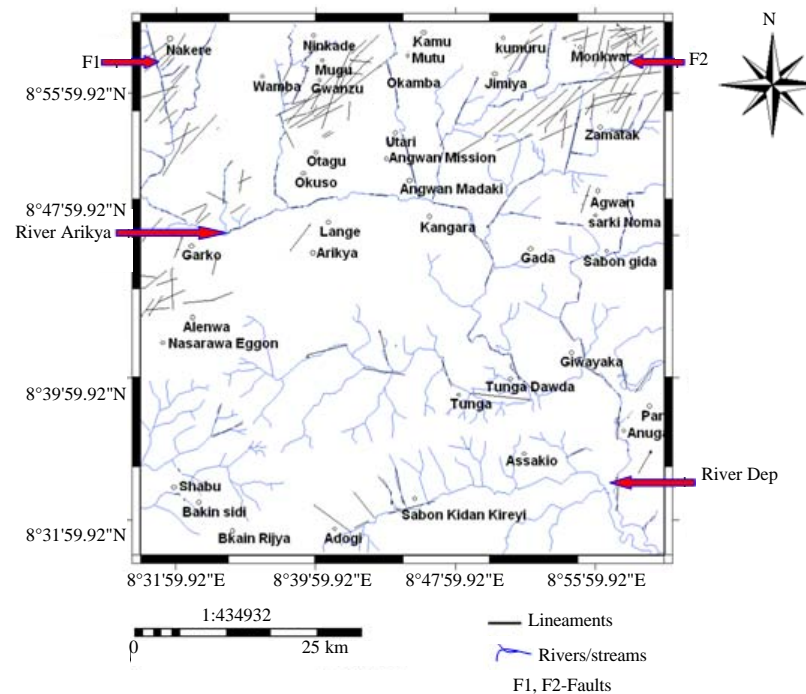 N
Nakere
Ninkade
Kamu
kumuru
Monkwar
F1
F2
Mugu
Mutu
Wamba
Gwanzu
Okamba
Jimiya
8°55'59.92"N
Utari
Zamatak
Otagu
Angwan Mission
Okuso
Angwan Madaki
8°47'59.92"N
Agwan
sarki Noma
River Arikya
Lange
Kangara
Garko
Arikya
Gada
Sabon gida
Alenwa
Nasarawa Eggon
Giwayaka
8°39'59.92"N
Tunga Dawda
Tunga
Pan
Anuga
Assakio
River Dep
Shabu
Bakin sidi
Sabon Kidan Kireyi
8°31'59.92"N
Bkain Rijya
Adogi
8°31'59.92"E
8°39'59.92"E
8°47'59.92"E
8°55'59.92"E
1:434932
0
25 km
Lineaments
Rivers/streams
F1, F2-Faults